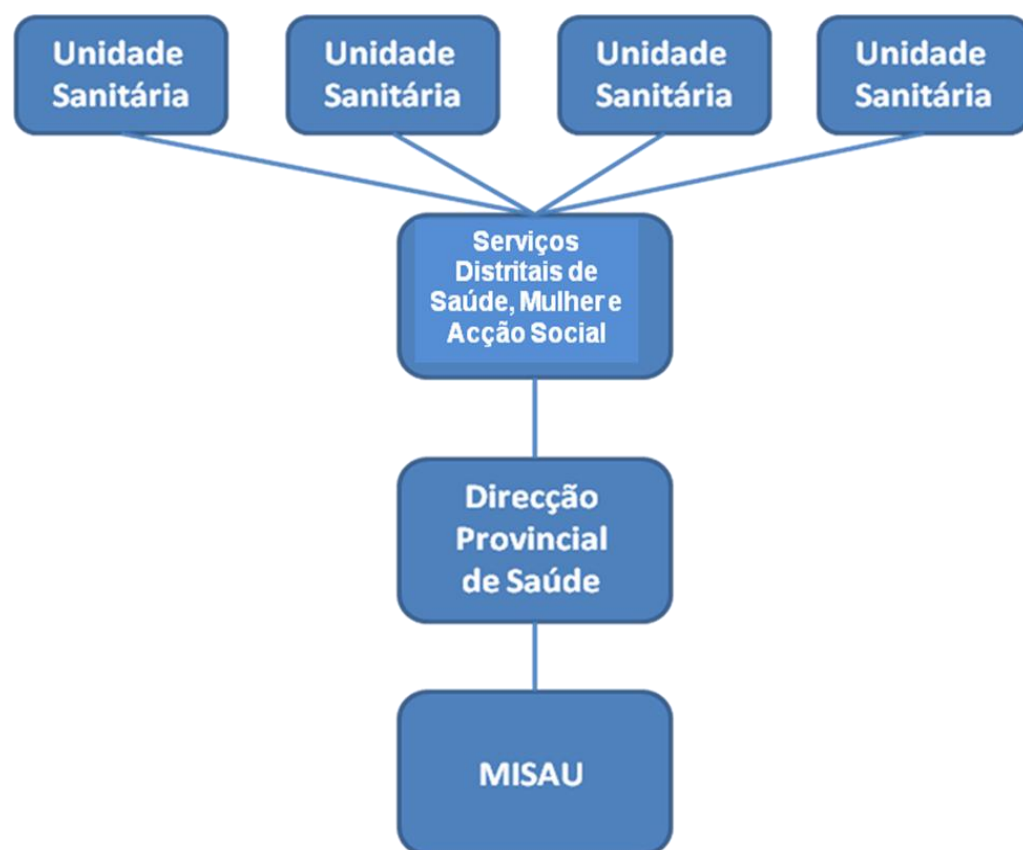 Unidade
Sanitária
Unidade
Sanitária
Unidade
Sanitária
Unidade
Sanitária
Serviços
Distritais de
Saúde, Mulher e
Acção Social
Direcção
Provincial
de Saúde
MISAU